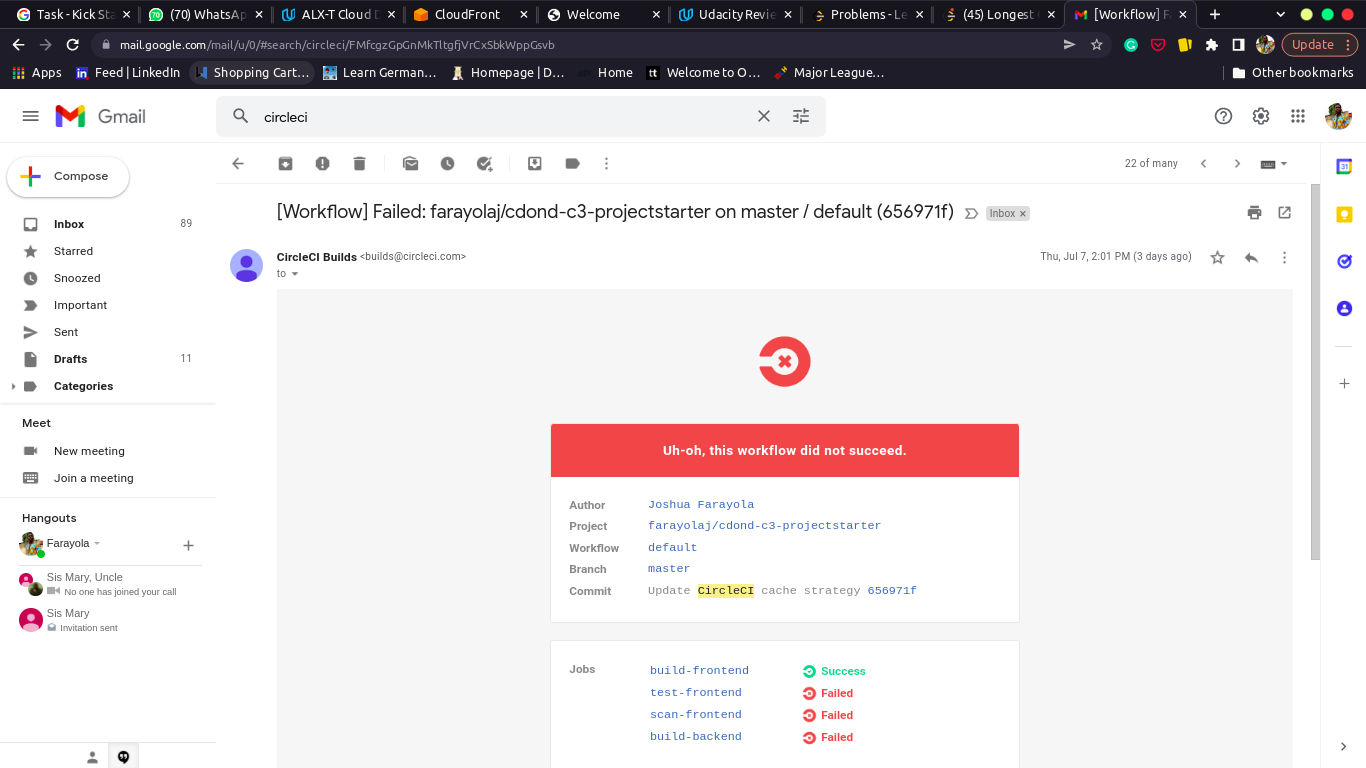 Task - Kick Sta
(70) WhatsAp
ALX-T Cloud D
CloudFront
Welcome
Udacity Revie
Problems - Le
(45) Longest C
[Workflow] Fa
mail.google.com/mail/u/0/#search/circleci/FMfcgzGpGnMkTltgfjVrCxSbkWppGsvb
Update
Apps
Feed | LinkedIn
Shopping Cart…
Learn German…
Homepage | D…
Home
tt Welcome to O…
Major League…
Other bookmarks
Gmail
circleci
Compose
22 of many
Inbox 89
Starred
Snoozed
Important
Sent
Drafts 11
Categories
Meet
New meeting
Join a meeting
Hangouts
Farayola
Sis Mary, Uncle
No one has joined your call
Sis Mary
Invitation sent
[Workflow] Failed: farayolaj/cdond-c3-projectstarter on master / default (656971f)
Inbox ×
CircleCI Builds <builds@circleci.com>
Thu, Jul 7, 2:01 PM (3 days ago)
to
Uh-oh, this workflow did not succeed.
Author Joshua Farayola
Project farayolaj/cdond-c3-projectstarter
Workflow default
Branch master
Commit Update CircleCI cache strategy 656971f
Jobs build-frontend Success
test-frontend Failed
scan-frontend Failed
build-backend Failed